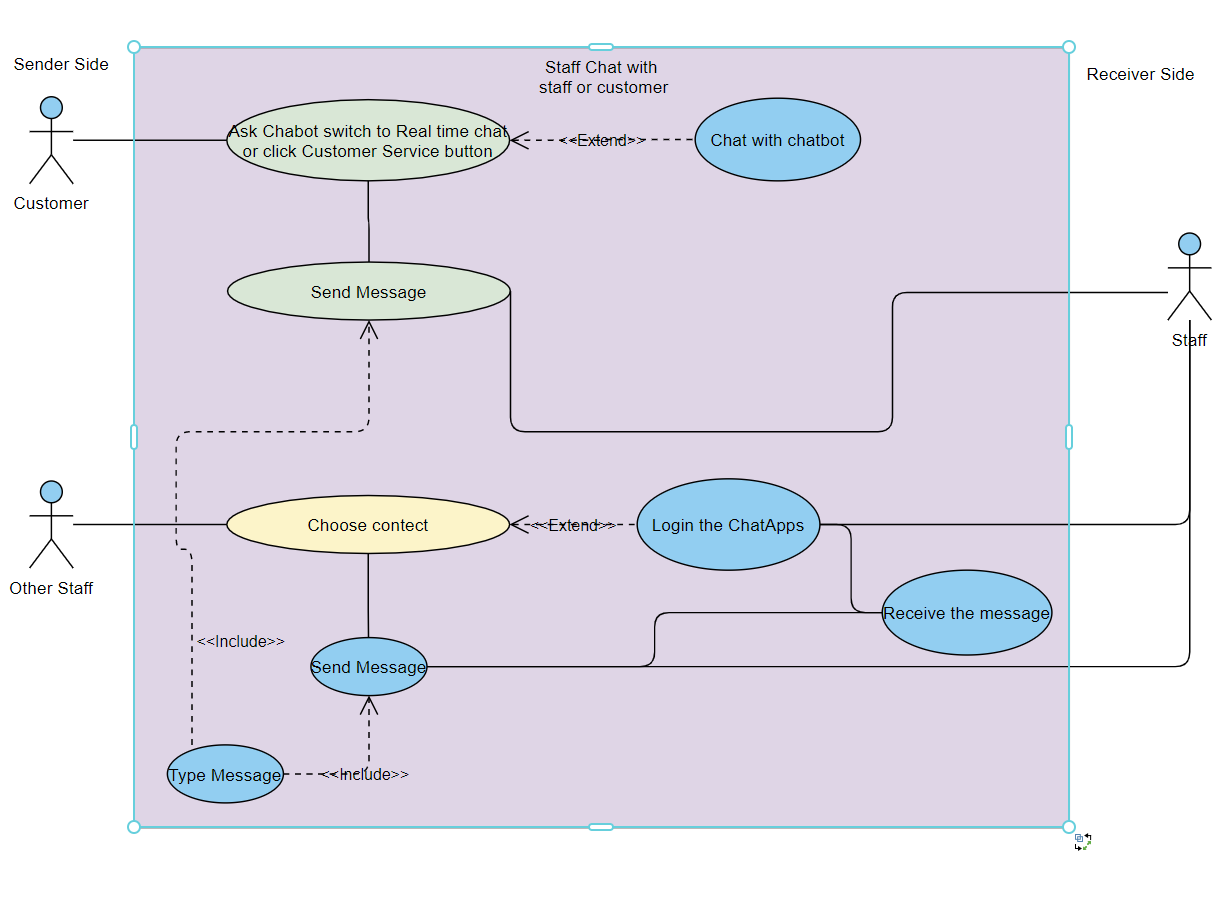 Sender Side
Staff Chat with
staff or customer
Receiver Side
Ask Chabot switch to Real time chat
or click Customer Service button
<<Extend>>
Chat with chatbot
Customer
Send Message
Staff
Choose contect
<<Extend>>
Login the ChatApps
Other Staff
Receive the message
<<Include>>
Send Message
Type Message
<<Include>>